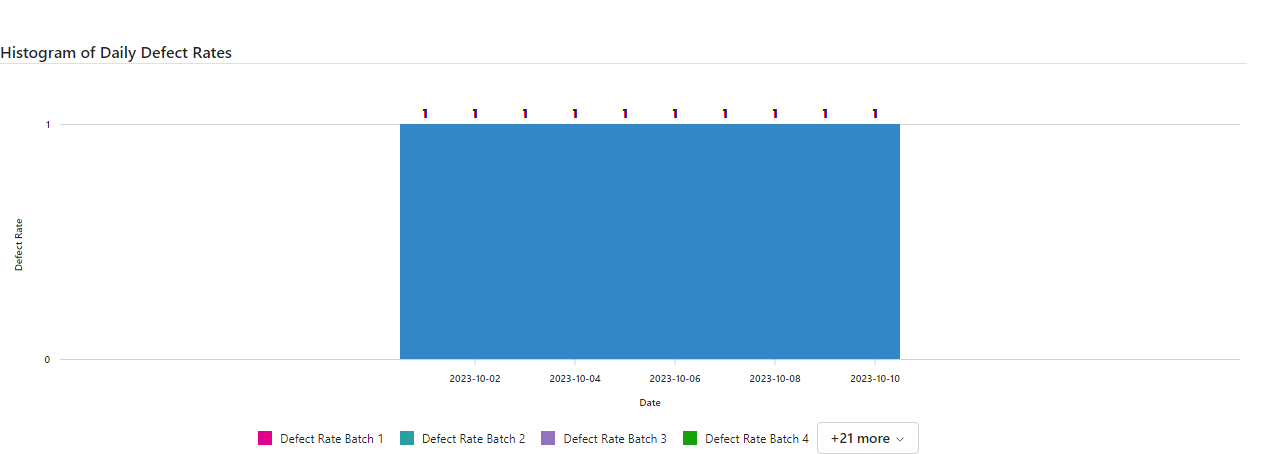 Histogram of Daily Defect Rates
1 1 1 1 1 1 1 1 1 1
1
Defect Rate
0
2023-10-02 2023-10-04 2023-10-06 2023-10-08 2023-10-10
Date
Defect Rate Batch 1 Defect Rate Batch 2 Defect Rate Batch 3 Defect Rate Batch 4 +21 more